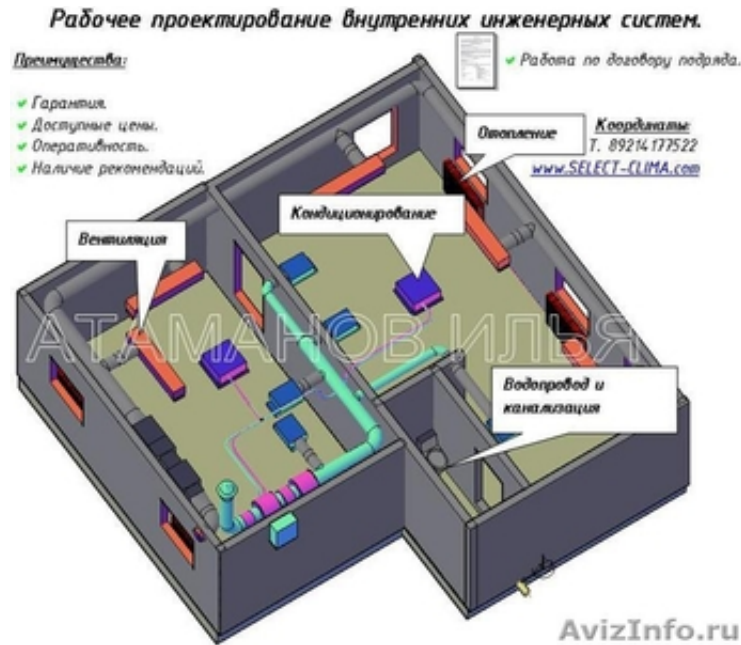 Рабочее проектирование внутренних инженерных систем.
Преимущества:
Гарантия.
Доступные цены.
Оперативность.
Наличие рекомендаций.
Работа по договору подряда.
Координаты:
Т. 89214177522
www.SELECT-CLIMA.com
Отопление
Кондиционирование
Вентиляция
АТАМАНОВ ИЛЬЯ
Водопровод и
канализация
AvizInfo.ru